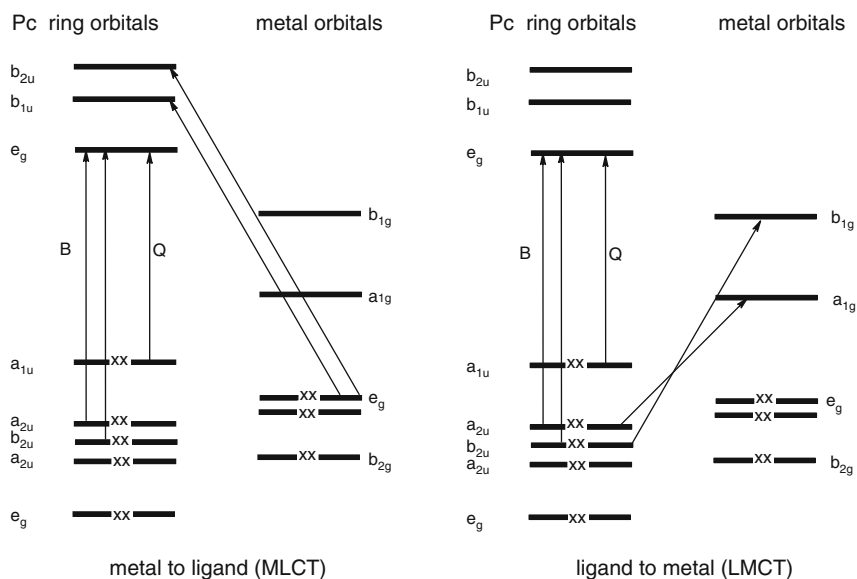 Pc ring orbitals metal orbitals
b2u
b1u
eg
b1g
B Q
a1g
a1u xx
xx eg
xx
a2u xx
b2u xx
a2u xx
xx b2g
eg xx
metal to ligand (MLCT)
Pc ring orbitals metal orbitals
b2u
b1u
eg
b1g
B Q
a1g
a1u xx
xx eg
xx
a2u xx
b2u xx
a2u xx
xx b2g
eg xx
ligand to metal (LMCT)